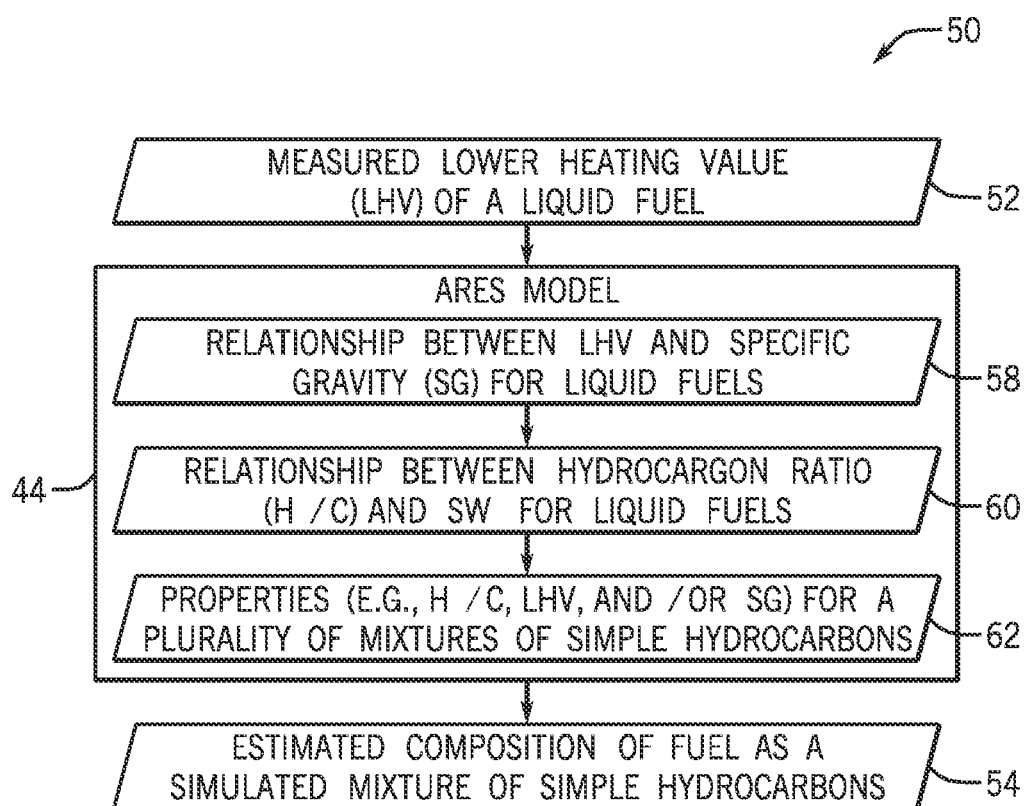 50
MEASURED LOWER HEATING VALUE
(LHV) OF A LIQUID FUEL
52
ARES MODEL
RELATIONSHIP BETWEEN LHV AND SPECIFIC
GRAVITY (SG) FOR LIQUID FUELS
58
RELATIONSHIP BETWEEN HYDROCARGON RATIO
(H /C) AND SW FOR LIQUID FUELS
44
60
PROPERTIES (E.G., H /C, LHV, AND /OR SG) FOR A
PLURALITY OF MIXTURES OF SIMPLE HYDROCARBONS
62
ESTIMATED COMPOSITION OF FUEL AS A
SIMULATED MIXTURE OF SIMPLE HYDROCARBONS
54